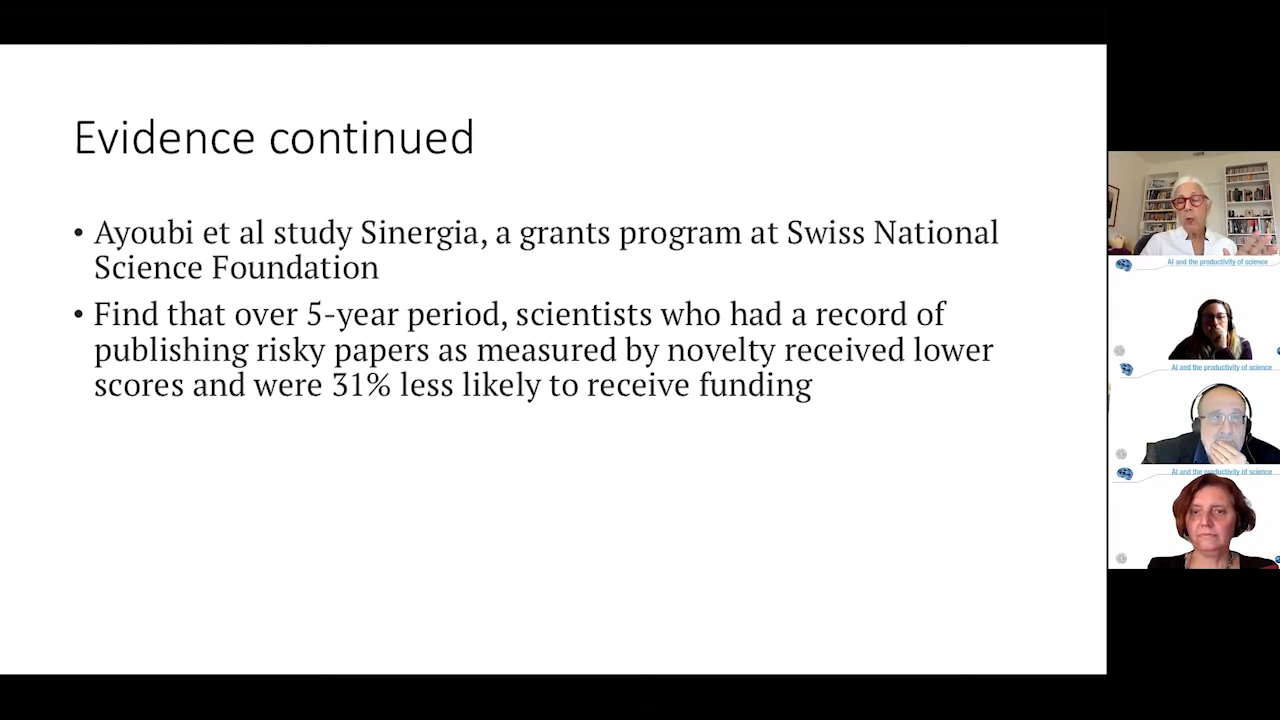 Evidence continued
• Ayoubi et al study Sinergia, a grants program at Swiss National
Science Foundation
• Find that over 5-year period, scientists who had a record of
publishing risky papers as measured by novelty received lower
scores and were 31% less likely to receive funding
AI and the productivity of science
AI and the productivity of science
AI and the productivity of science